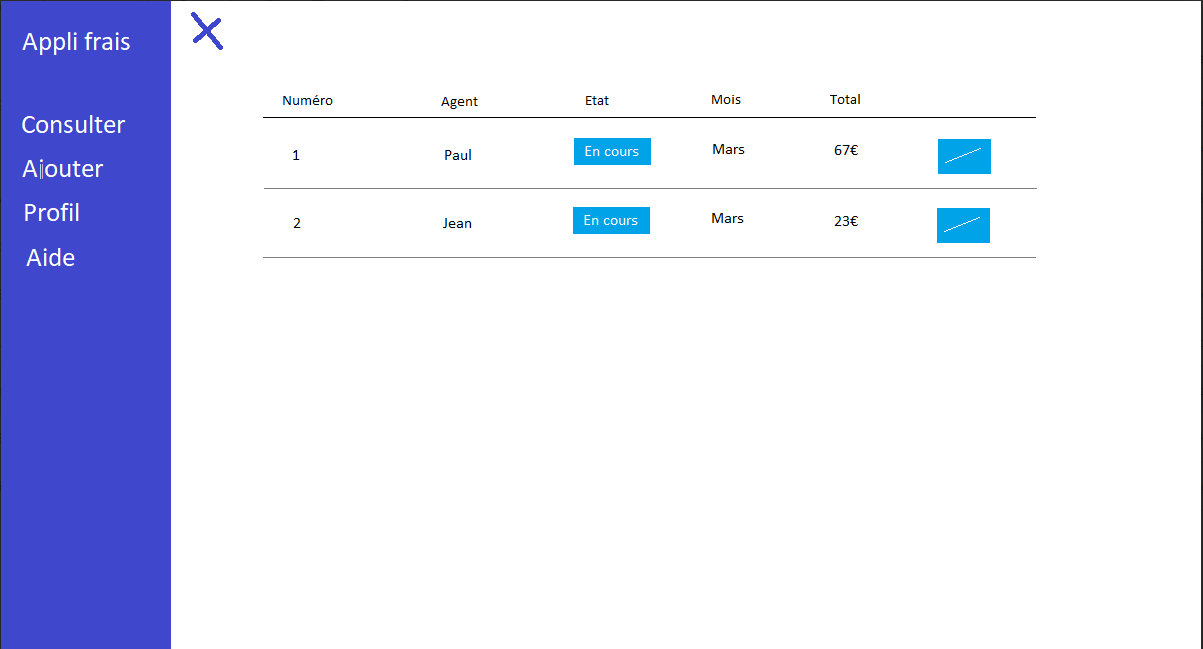 Appli frais
Consulter
Ajouter
Profil
Aide
Numéro Agent Etat Mois Total
1 Paul En cours Mars 67€
2 Jean En cours Mars 23€